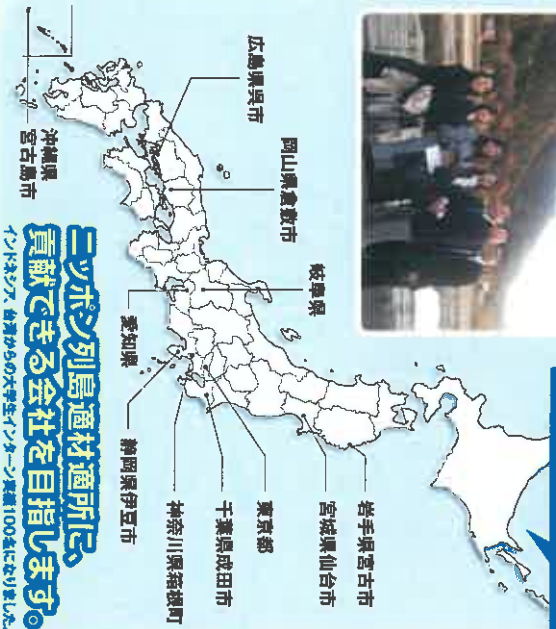 岩手県宮古市
宮城県仙台市
東京都
千葉県成田市
神奈川県箱根町
静岡県伊豆市
愛知県
岐阜県
岡山県倉敷市
広島県呉市
沖縄県
宮古島市
ニッポン列島適材適所に、
貢献できる会社を目指します。
インドネシア、台湾からの大学生インターン実績100名になりました。